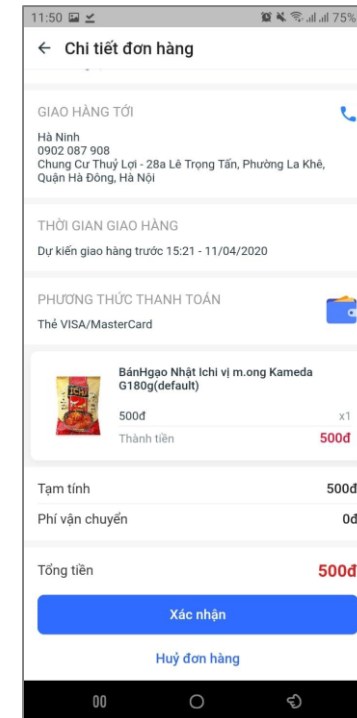 11:50 75%
Chi tiết đơn hàng
GIAO HÀNG TỚI
Hà Ninh
0902 087 908
Chung Cư Thuỷ Lợi - 28a Lê Trọng Tấn, Phường La Khê,
Quận Hà Đông, Hà Nội
THỜI GIAN GIAO HÀNG
Dự kiến giao hàng trước 15:21 - 11/04/2020
PHƯƠNG THỨC THANH TOÁN
Thẻ VISA/MasterCard
BánHgạo Nhật Ichi vị m.ong Kameda
G180g(default)
ICHI
500đ x1
Thành tiền 500đ
Tạm tính 500đ
Phí vận chuyển 0đ
Tổng tiền 500đ
Xác nhận
Huỷ đơn hàng